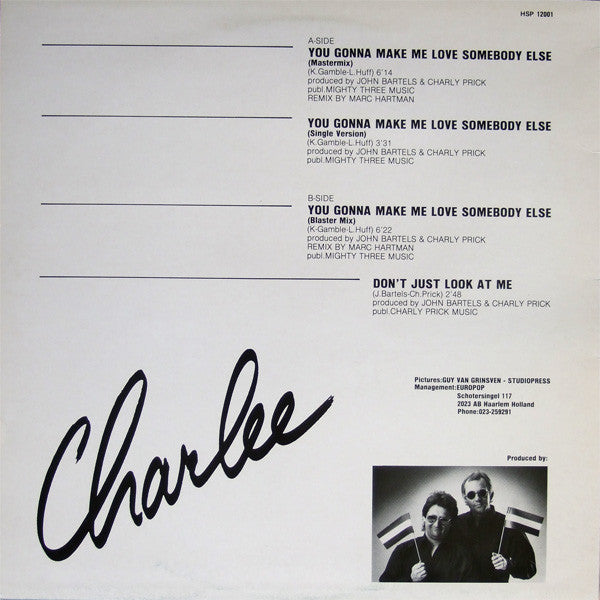 HSP 12001
A-SIDE
YOU GONNA MAKE ME LOVE SOMEBODY ELSE
(Mastermix)
(K.Gamble-L.Huff) 6'14
produced by JOHN BARTELS & CHARLY PRICK
publ.MIGHTY THREE MUSIC
REMIX BY MARC HARTMAN
YOU GONNA MAKE ME LOVE SOMEBODY ELSE
(Single Version)
(K.Gamble-L.Huff) 3'31
produced by JOHN BARTELS & CHARLY PRICK
publ.MIGHTY THREE MUSIC
B-SIDE
YOU GONNA MAKE ME LOVE SOMEBODY ELSE
(Blaster Mix)
(K-Gamble-L.Huff) 6'22
produced by JOHN BARTELS & CHARLY PRICK
REMIX BY MARC HARTMAN
publ.MIGHTY THREE MUSIC
DON'T JUST LOOK AT ME
(J.Bartels-Ch.Prick) 2'48
produced by JOHN BARTELS & CHARLY PRICK
publ.CHARLY PRICK MUSIC
Charlee
Pictures:GUY VAN GRINSVEN - STUDIOPRESS
Management:EUROPOP
Schotersingel 117
2023 AB Haarlem Holland
Phone:023-259291
Produced by: